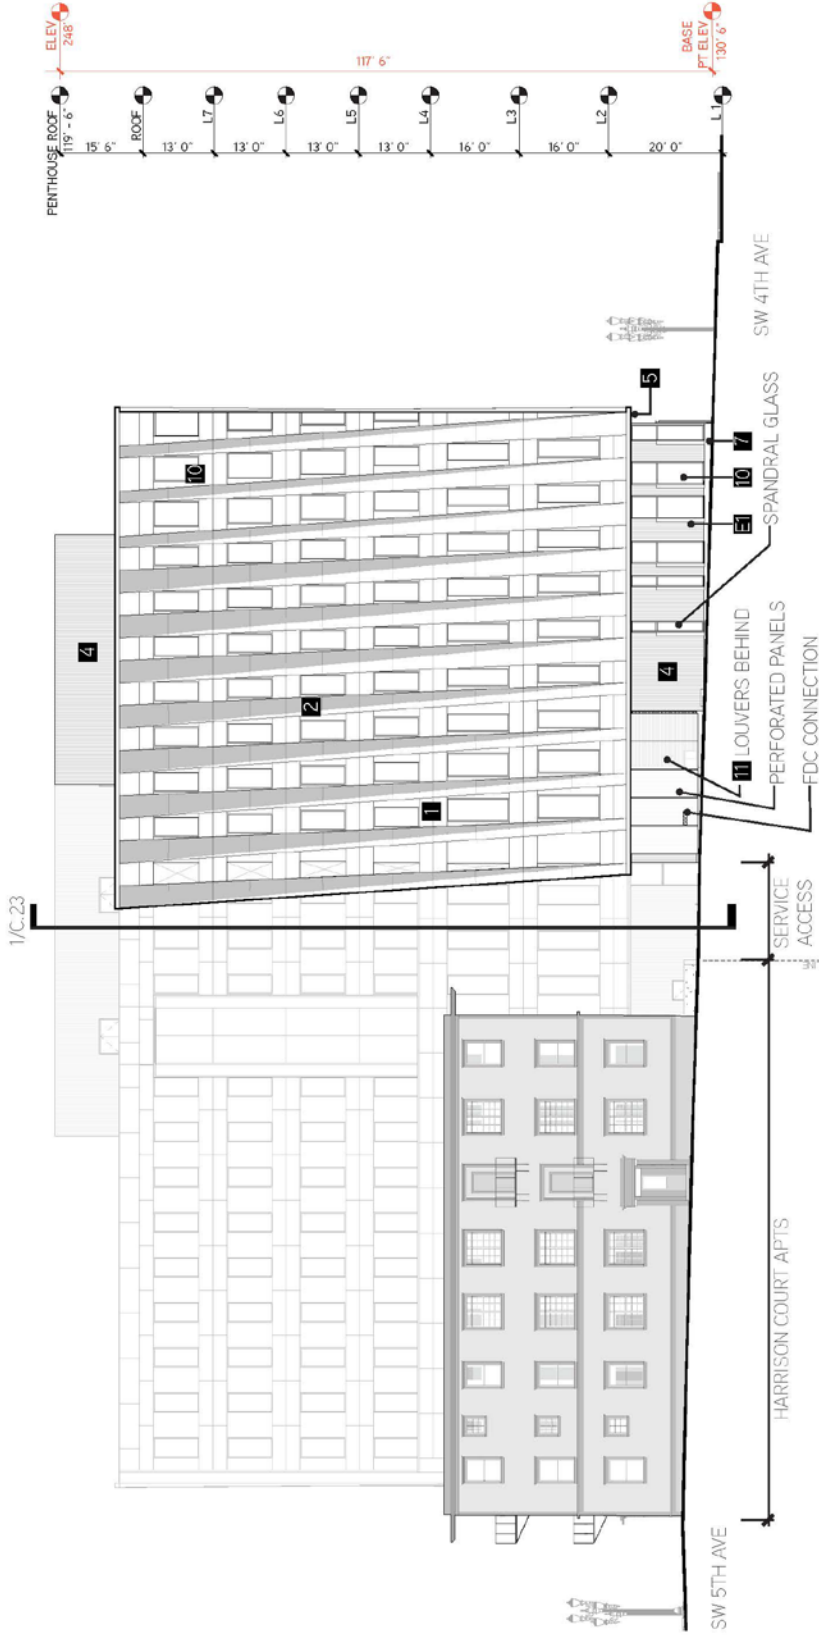 1/C.23
PENTHOUSE ROOF
119' - 6"
ELEV
248'
15' 6"
ROOF
13' 0"
L7
13' 0"
L6
13' 0"
L5
13' 0"
L4
16' 0"
L3
16' 0"
L2
20' 0"
L 1
117' 6"
BASE
PT ELEV
130' 6"
4
10
2
1
5
4
7
10
E1
SPANDRAL GLASS
11 LOUVERS BEHIND
PERFORATED PANELS
FDC CONNECTION
SERVICE
ACCESS
HARRISON COURT APTS
SW 5TH AVE
SW 4TH AVE